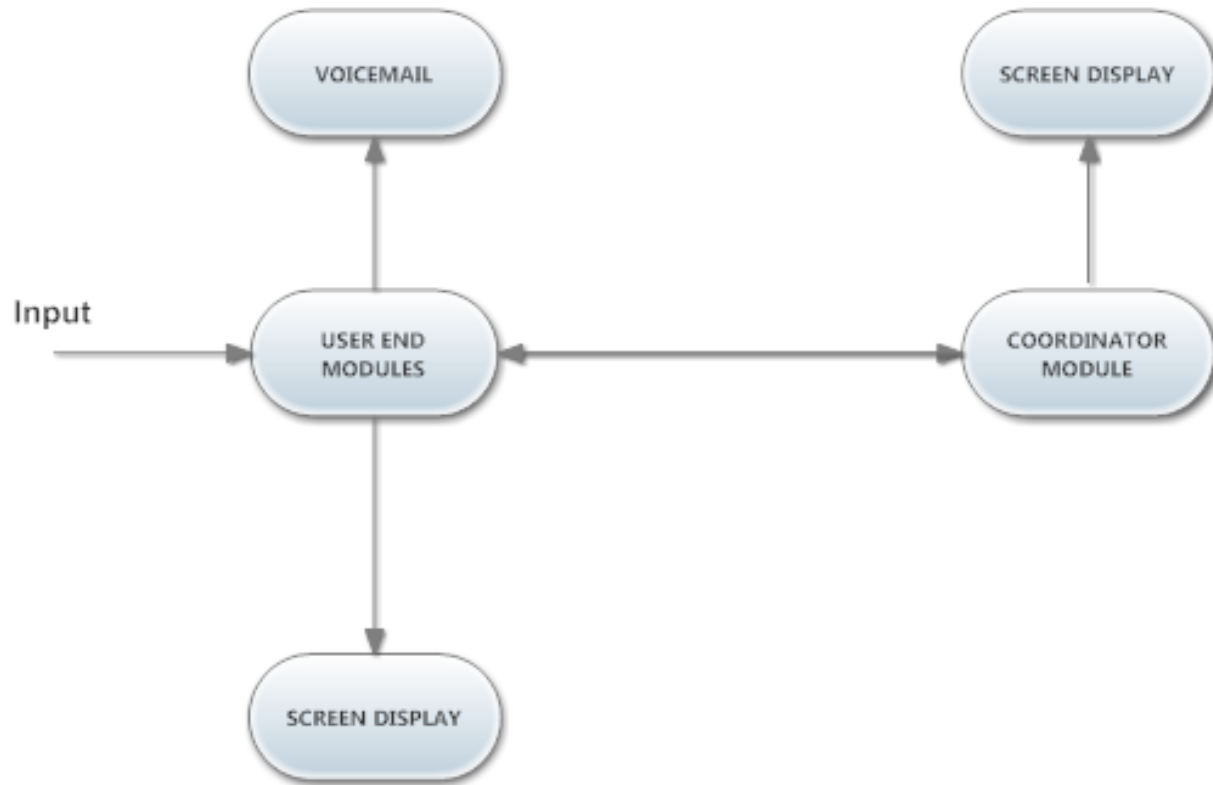 VOICEMAIL
SCREEN DISPLAY
Input
USER END
MODULES
COORDINATOR
MODULE
SCREEN DISPLAY